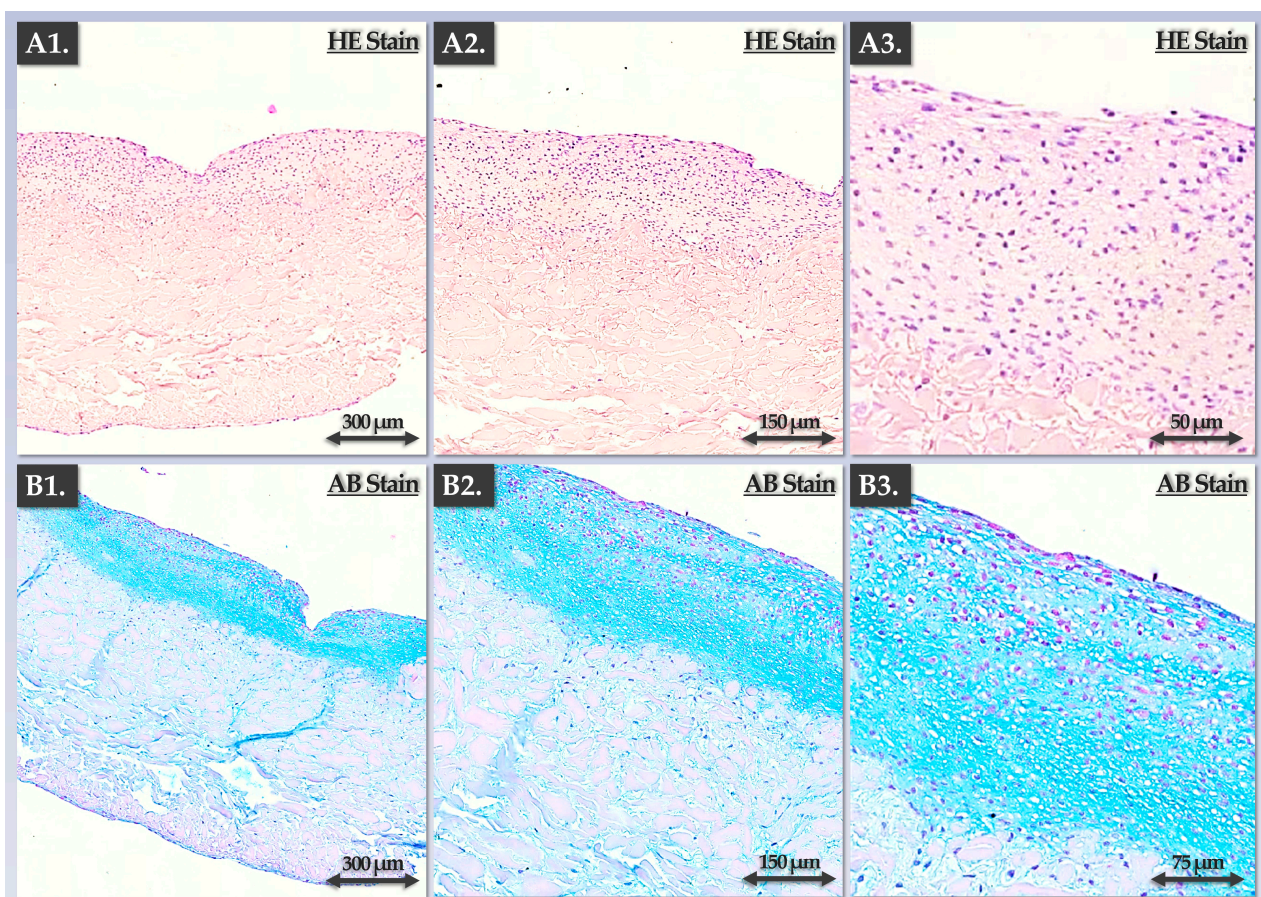 A1.
HE Stain
300 µm
A2.
HE Stain
150 µm
A3.
HE Stain
50 µm
B1.
AB Stain
300 µm
B2.
AB Stain
150 µm
B3.
AB Stain
75 µm